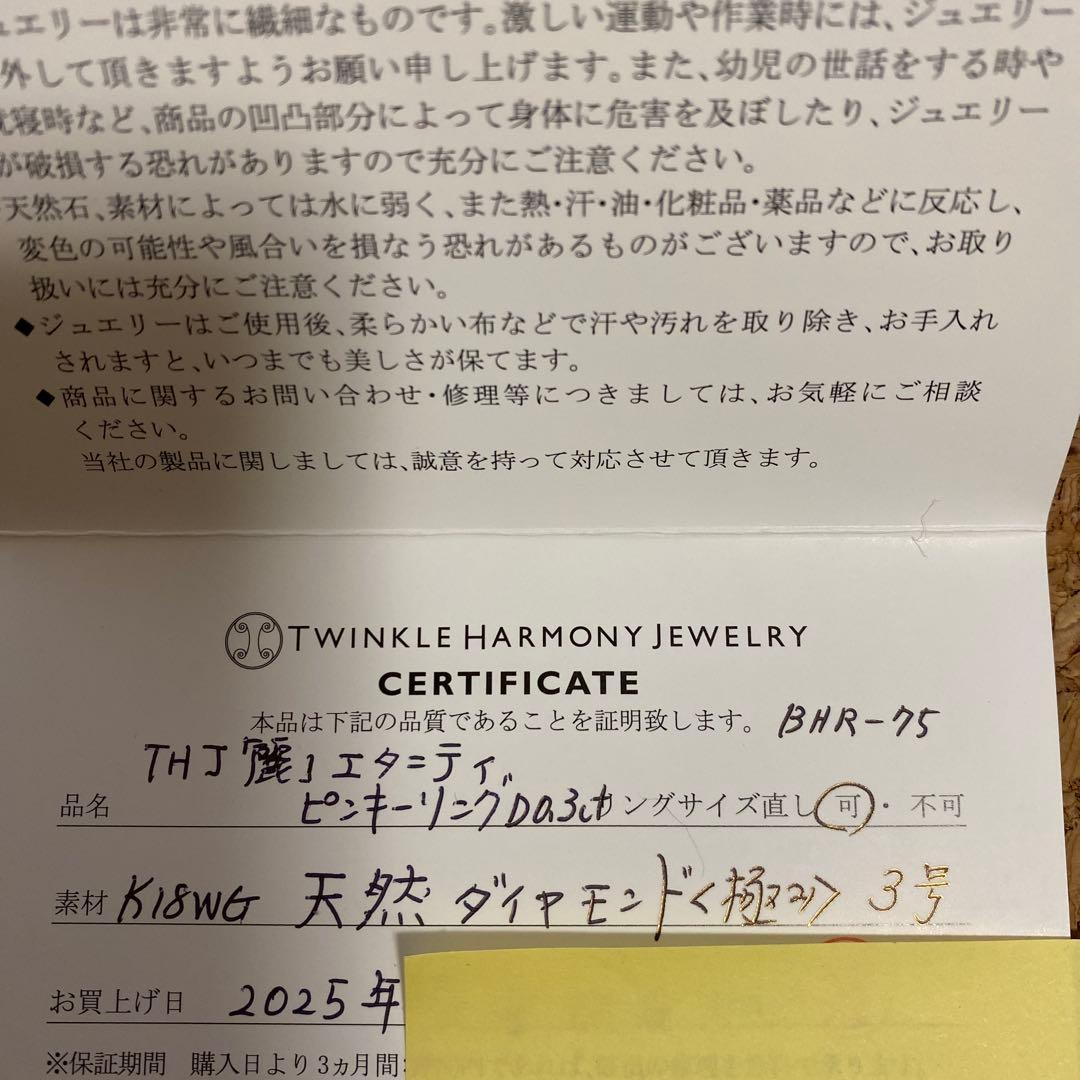 ュエリーは非常に繊細なものです。激しい運動や作業時には、ジュエリー
外して頂きますようお願い申し上げます。また、幼児の世話をする時や
就寝時など、商品の凹凸部分によって身体に危害を及ぼしたり、ジュエリー
が破損する恐れがありますので充分にご注意ください。
天然石、素材によっては水に弱く、また熱・汗・油・化粧品・薬品などに反応し、
変色の可能性や風合いを損なう恐れがあるものがございますので、お取り
扱いには充分にご注意ください。
◆ジュエリーはご使用後、柔らかい布などで汗や汚れを取り除き、お手入れ
されますと、いつまでも美しさが保てます。
◆商品に関するお問い合わせ・修理等につきましては、お気軽にご相談
ください。
当社の製品に関しましては、誠意を持って対応させて頂きます。
TWINKLE HARMONY JEWELRY
CERTIFICATE
本品は下記の品質であることを証明致します。 BHR-75
THJ「麗」エタニティ
品名 ピンキーリングD0.3ct リングサイズ直し 可・不可
素材 K18WG 天然ダイヤモンド<極み> 3号
お買上げ日 2025年
※保証期間 購入日より3ヵ月間